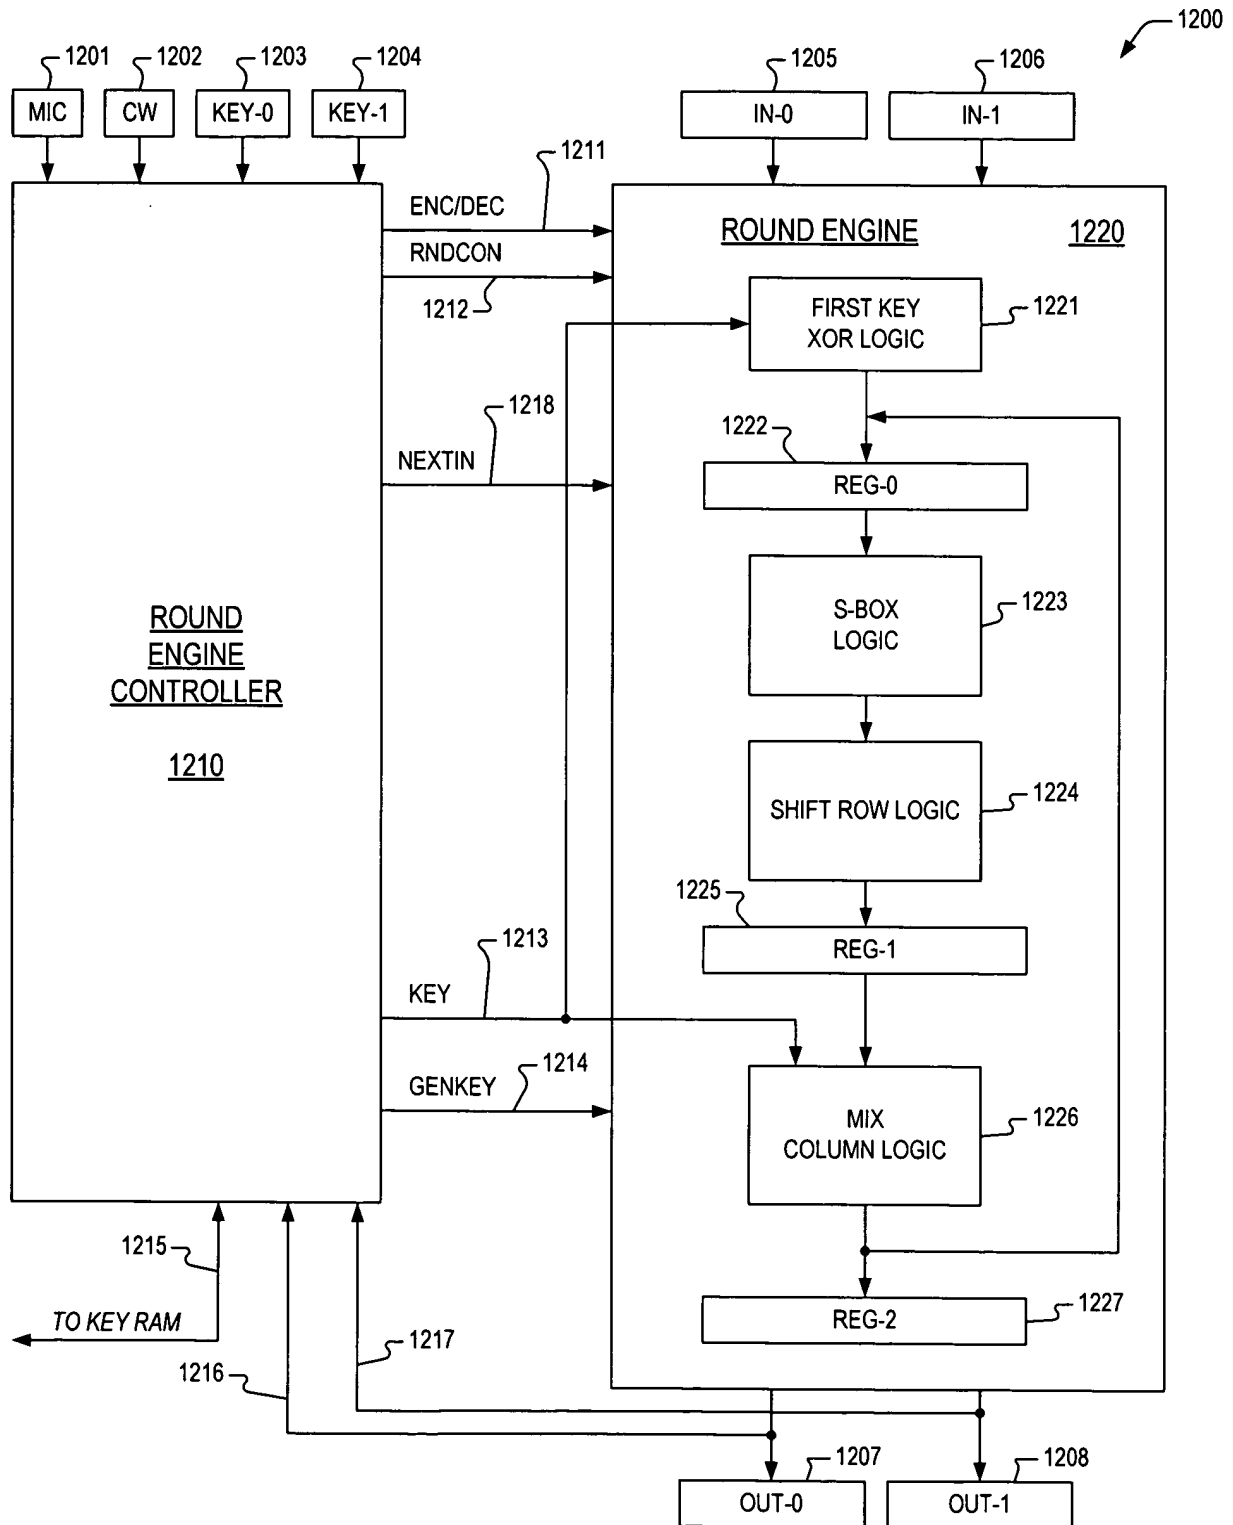 1200
1201
1202
1203
1204
1205
1206
MIC
CW
KEY-0
KEY-1
IN-0
IN-1
1211
ENC/DEC
RNDCON
1212
ROUND ENGINE
1220
FIRST KEY
XOR LOGIC
1221
1218
NEXTIN
1222
REG-0
S-BOX
LOGIC
1223
ROUND
ENGINE
CONTROLLER
1210
SHIFT ROW LOGIC
1224
1225
REG-1
1213
KEY
1214
GENKEY
MIX
COLUMN LOGIC
1226
1215
TO KEY RAM
1217
1216
REG-2
1227
1207
1208
OUT-0
OUT-1